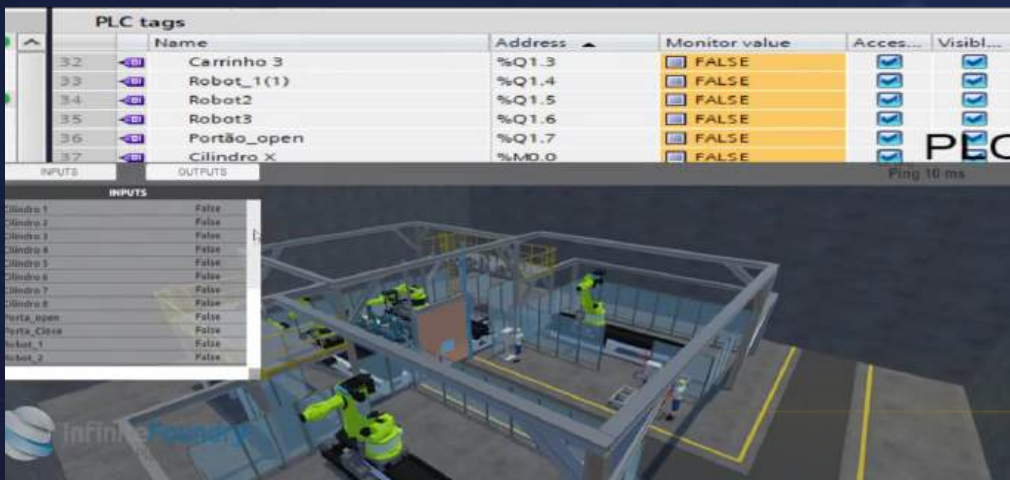 PLC tags
Name Address Monitor value Acces... Visibl...
32 Carrinho 3 %Q1.3 FALSE
33 Robot_1(1) %Q1.4 FALSE
34 Robot2 %Q1.5 FALSE
35 Robot3 %Q1.6 FALSE
36 Portão_open %Q1.7 FALSE
37 Cilindro X %M0.0 FALSE
PLC
INPUTS OUTPUTS Ping 10 ms
INPUTS
Cilindro 1 False
Cilindro 2 False
Cilindro 3 False
Cilindro 4 False
Cilindro 5 False
Cilindro 6 False
Cilindro 7 False
Cilindro 8 False
Porta_open False
Porta_Close False
Robot_1 False
Robot_2 False
Infinite Foundry